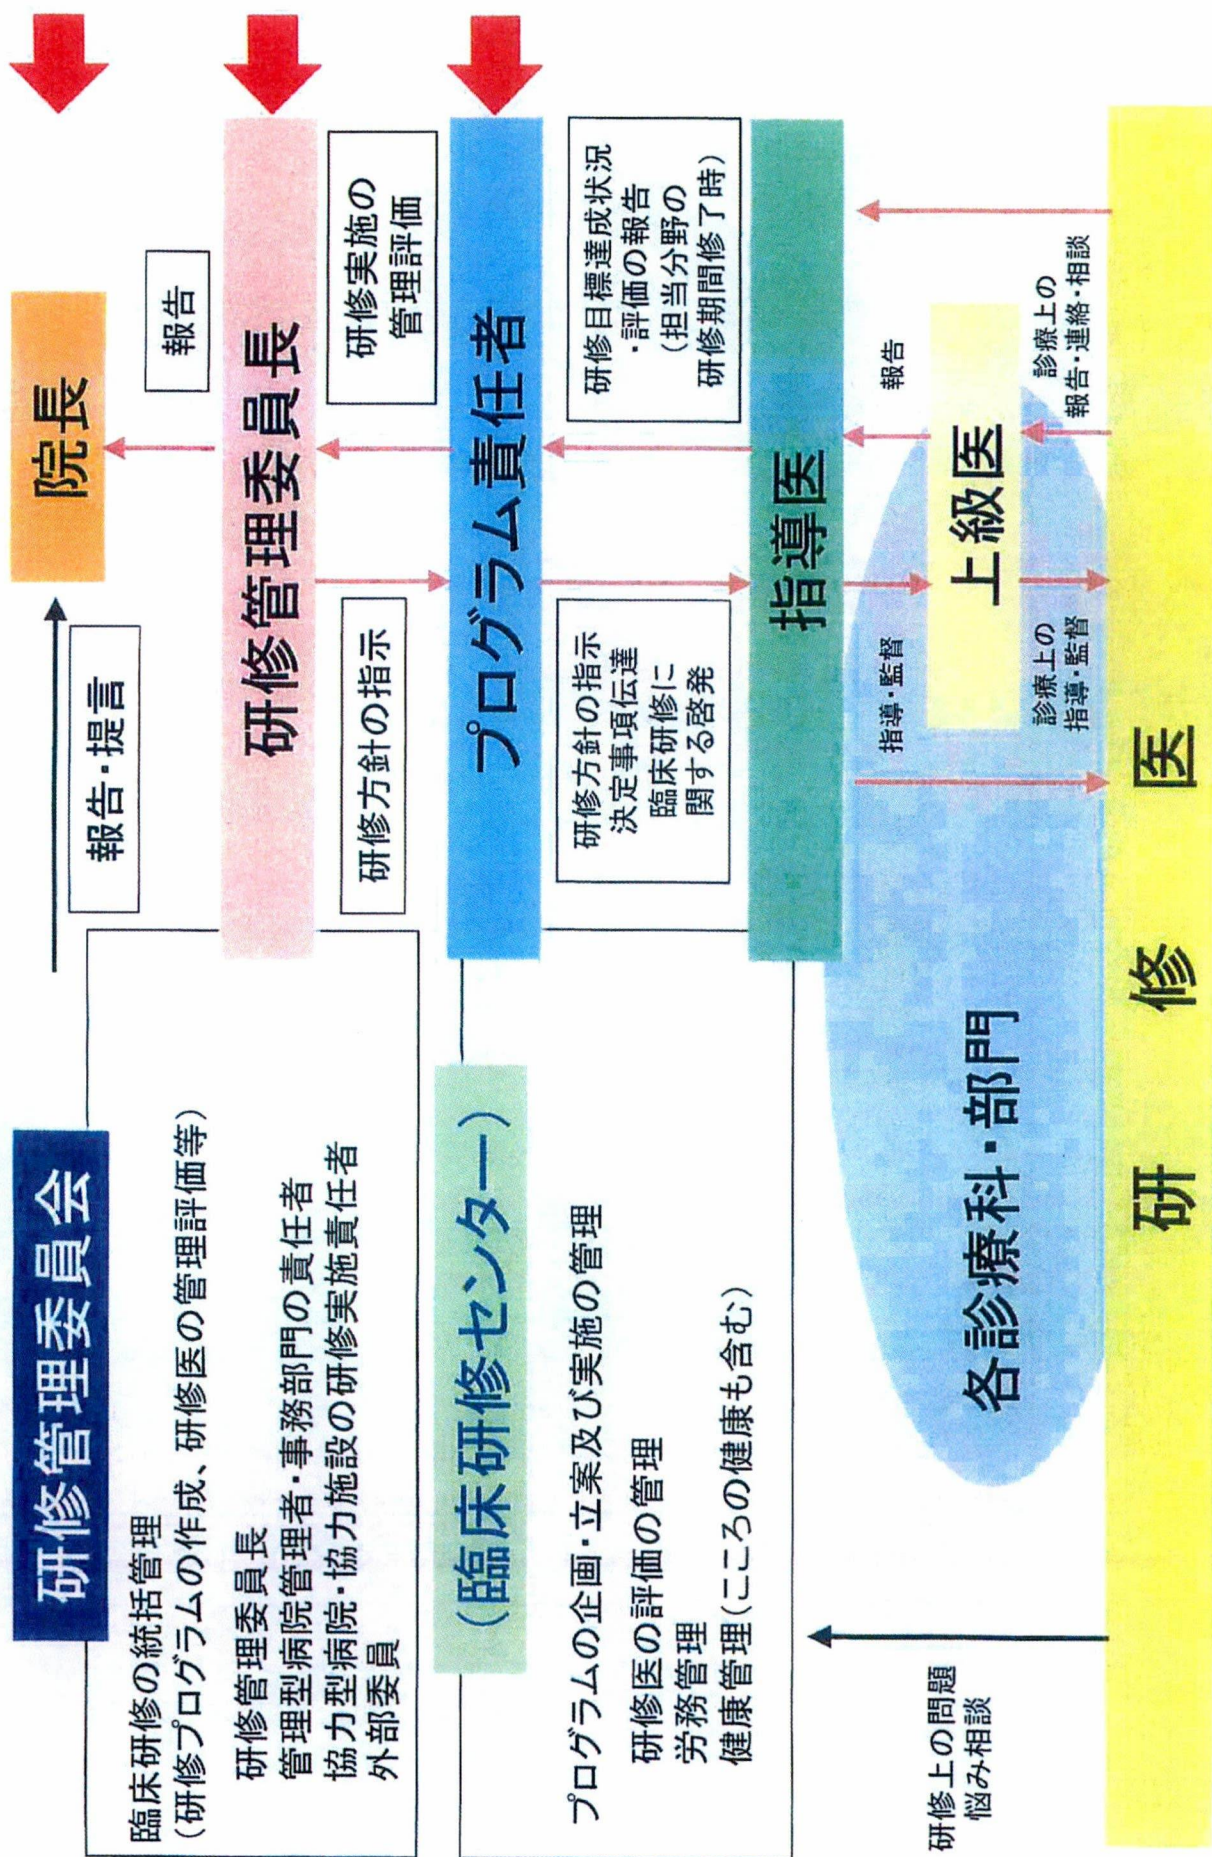 研修管理委員会
臨床研修の統括管理
(研修プログラムの作成、研修医の管理評価等)
研修管理委員長
管理型病院管理者・事務部門の責任者
協力型病院・協力施設の研修実施責任者
外部委員
報告・提言
院長
報告
研修管理委員長
研修方針の指示
研修実施の
管理評価
(臨床研修センター)
プログラムの企画・立案及び実施の管理
研修医の評価の管理
労務管理
健康管理(こころの健康も含む)
プログラム責任者
研修方針の指示
決定事項伝達
臨床研修に
関する啓発
研修目標達成状況
・評価の報告
(担当分野の
研修期間修了時)
指導医
各診療科・部門
指導・監督
報告
上級医
診療上の
指導・監督
診療上の
報告・連絡・相談
研修上の問題
悩み相談
研修医